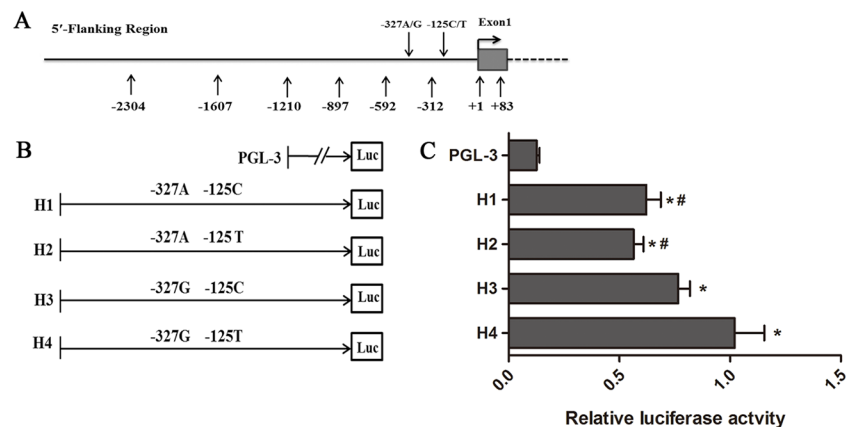 A
5'-Flanking Region
-327A/G -125C/T Exon1
-2304 -1607 -1210 -897 -592 -312 +1 +83
B
PGL-3 Luc
-327A -125C
H1 Luc
-327A -125T
H2 Luc
-327G -125C
H3 Luc
-327G -125T
H4 Luc
C
PGL-3
H1 *#
H2 *#
H3 *
H4 *
0.0 0.5 1.0 1.5
Relative luciferase actvity